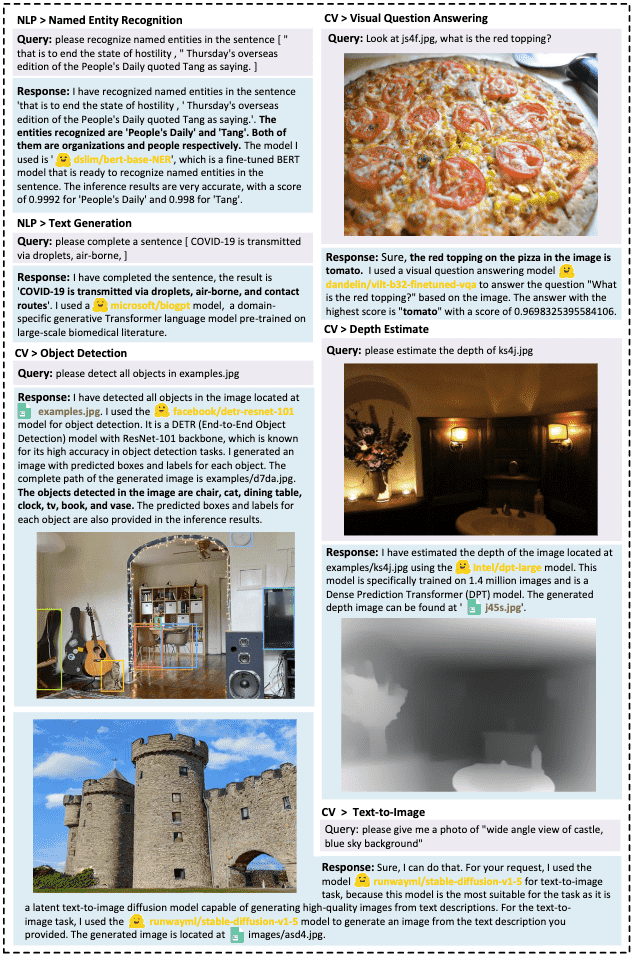 NLP > Named Entity Recognition
Query: please recognize named entities in the sentence [ "
that is to end the state of hostility , " Thursday's overseas
edition of the People's Daily quoted Tang as saying. ]
Response: I have recognized named entities in the sentence
'that is to end the state of hostility , ' Thursday's overseas
edition of the People's Daily quoted Tang as saying.'. The
entities recognized are 'People's Daily' and 'Tang'. Both of
them are organizations and people respectively. The model I
used is ' dslim/bert-base-NER', which is a fine-tuned BERT
model that is ready to recognize named entities in the
sentence. The inference results are very accurate, with a score
of 0.9992 for 'People's Daily' and 0.998 for 'Tang'.
NLP > Text Generation
Query: please complete a sentence [ COVID-19 is transmitted
via droplets, air-borne, ]
Response: I have completed the sentence, the result is
'COVID-19 is transmitted via droplets, air-borne, and contact
routes'. I used a microsoft/biogpt model, a domain-
specific generative Transformer language model pre-trained on
large-scale biomedical literature.
CV > Object Detection
Query: please detect all objects in examples.jpg
Response: I have detected all objects in the image located at
examples.jpg. I used the facebook/detr-resnet-101
model for object detection. It is a DETR (End-to-End Object
Detection) model with ResNet-101 backbone, which is known
for its high accuracy in object detection tasks. I generated an
image with predicted boxes and labels for each object. The
complete path of the generated image is examples/d7da.jpg.
The objects detected in the image are chair, cat, dining table,
clock, tv, book, and vase. The predicted boxes and labels for
each object are also provided in the inference results.
CV > Visual Question Answering
Query: Look at js4f.jpg, what is the red topping?
Response: Sure, the red topping on the pizza in the image is
tomato. I used a visual question answering model
dandelin/vilt-b32-finetuned-vqa to answer the question "What
is the red topping?" based on the image. The answer with the
highest score is "tomato" with a score of 0.9698325395584106.
CV > Depth Estimate
Query: please estimate the depth of ks4j.jpg
Response: I have estimated the depth of the image located at
examples/ks4j.jpg using the Intel/dpt-large model. This
model is specifically trained on 1.4 million images and is a
Dense Prediction Transformer (DPT) model. The generated
depth image can be found at ' j45s.jpg'.
CV > Text-to-Image
Query: please give me a photo of "wide angle view of castle,
blue sky background"
Response: Sure, I can do that. For your request, I used the
model runwayml/stable-diffusion-v1-5 for text-to-image
task, because this model is the most suitable for the task as it is
a latent text-to-image diffusion model capable of generating high-quality images from text descriptions. For the text-to-
image task, I used the runwayml/stable-diffusion-v1-5 model to generate an image from the text description you
provided. The generated image is located at images/asd4.jpg.